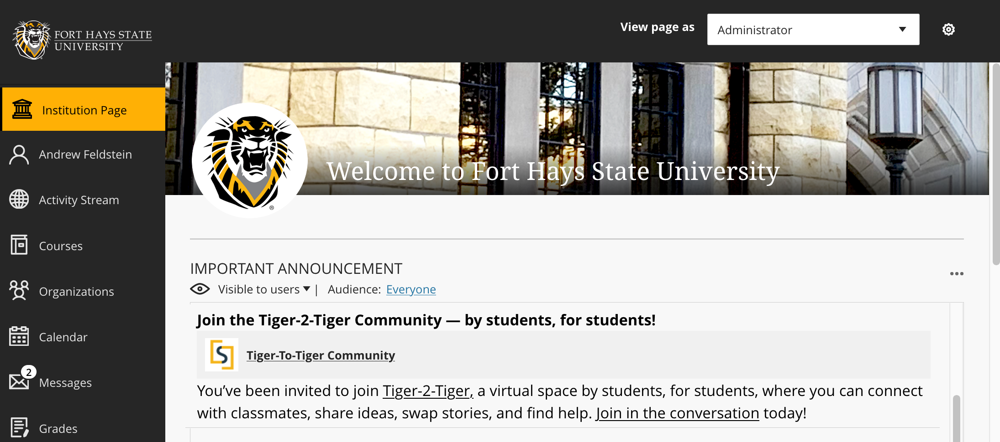 FORT HAYS STATE
UNIVERSITY
View page as
Administrator
Institution Page
Andrew Feldstein
Activity Stream
Courses
Organizations
Calendar
2
Messages
Grades
®
Welcome to Fort Hays State University
IMPORTANT ANNOUNCEMENT
Visible to users | Audience: Everyone
Join the Tiger-2-Tiger Community — by students, for students!
S
Tiger-To-Tiger Community
You’ve been invited to join Tiger-2-Tiger, a virtual space by students, for students, where you can connect
with classmates, share ideas, swap stories, and find help. Join in the conversation today!